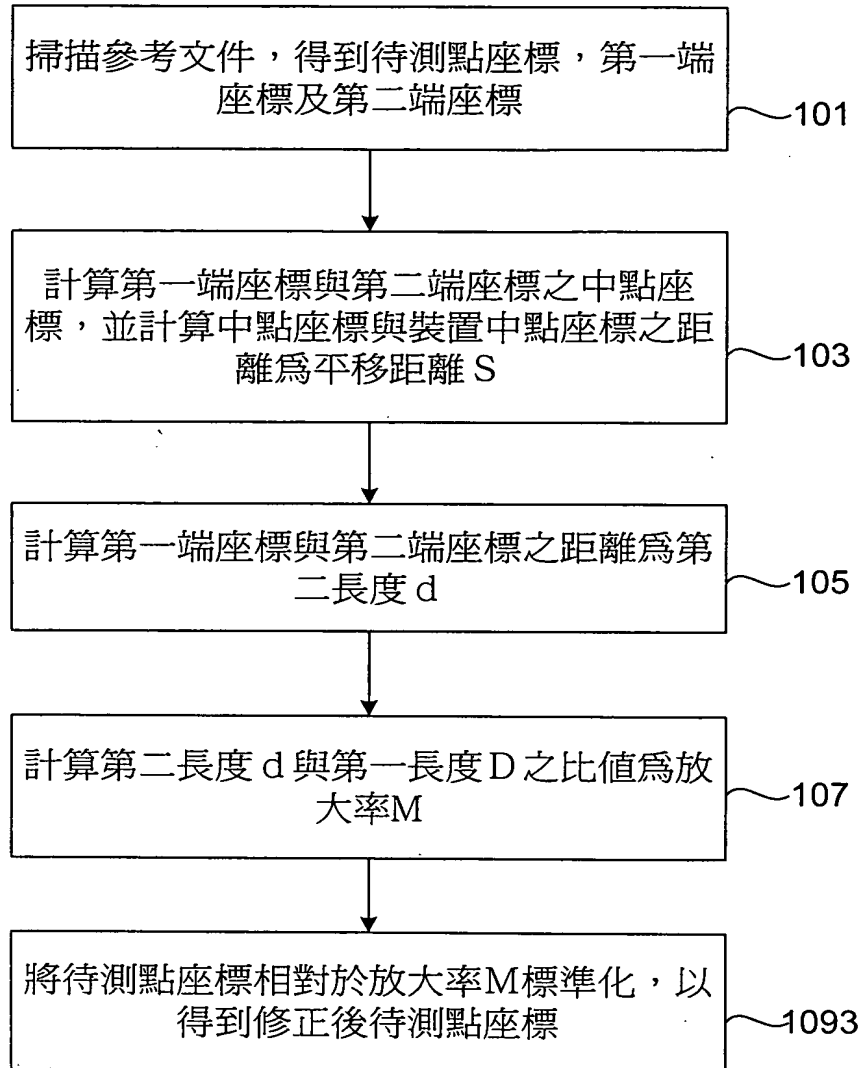 掃描參考文件，得到待測點座標，第一端
座標及第二端座標
101
計算第一端座標與第二端座標之中點座
標，並計算中點座標與裝置中點座標之距
離爲平移距離S
103
計算第一端座標與第二端座標之距離爲第
二長度d
105
計算第二長度d與第一長度D之比值爲放
大率M
107
將待測點座標相對於放大率M標準化，以
得到修正後待測點座標
1093